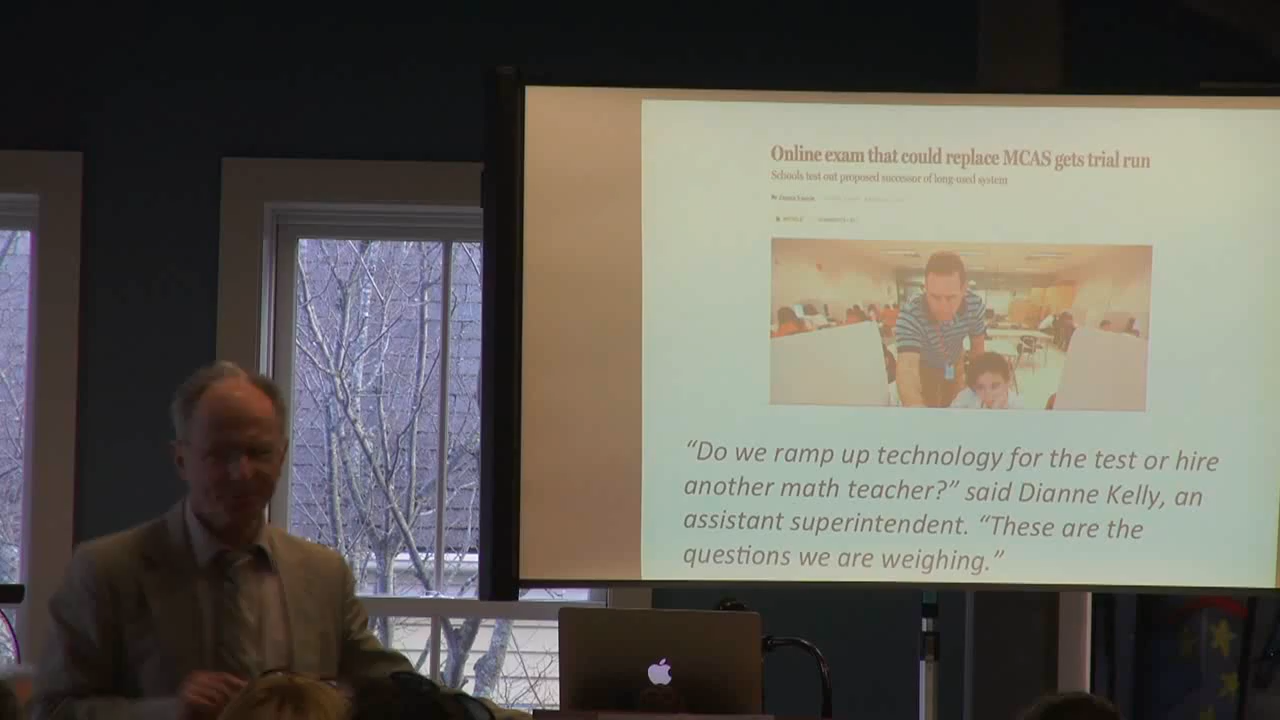 Online exam that could replace MCAS gets trial run
Schools test out proposed successor of long-used system
By
ARTICLE
“Do we ramp up technology for the test or hire
another math teacher?” said Dianne Kelly, an
assistant superintendent. “These are the
questions we are weighing.”